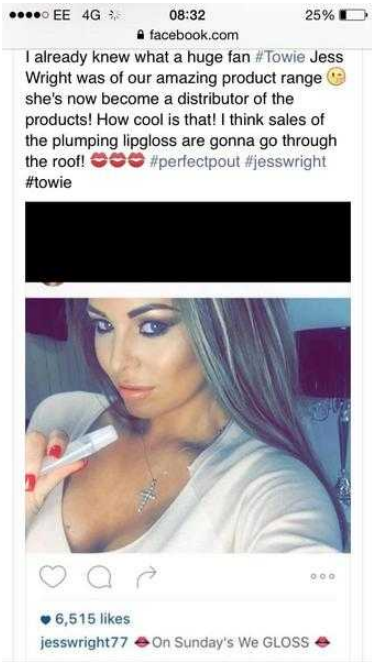 EE 4G 08:32 25%
facebook.com
I already knew what a huge fan #Towie Jess
Wright was of our amazing product range 😘
she's now become a distributor of the
products! How cool is that! I think sales of
the plumping lipgloss are gonna go through
the roof! 💋💋💋 #perfectpout #jesswright
#towie
6,515 likes
jesswright77 👄On Sunday's We GLOSS 👄